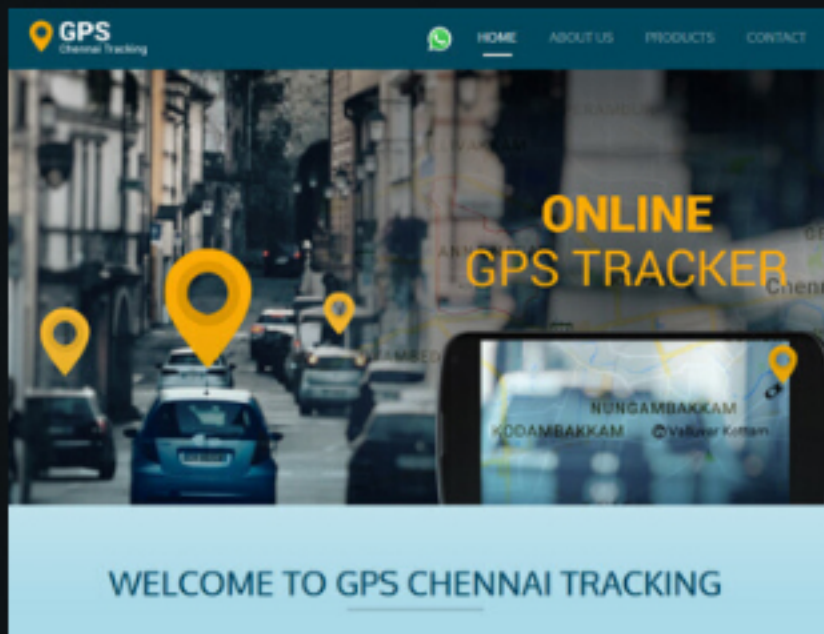 GPS
Chennai Tracking
HOME
ABOUT US
PRODUCTS
CONTACT
ONLINE
GPS TRACKER
Chenn
NUNGAMBAKKAM
KODAMBAKKAM
Valluvar Kottam
WELCOME TO GPS CHENNAI TRACKING